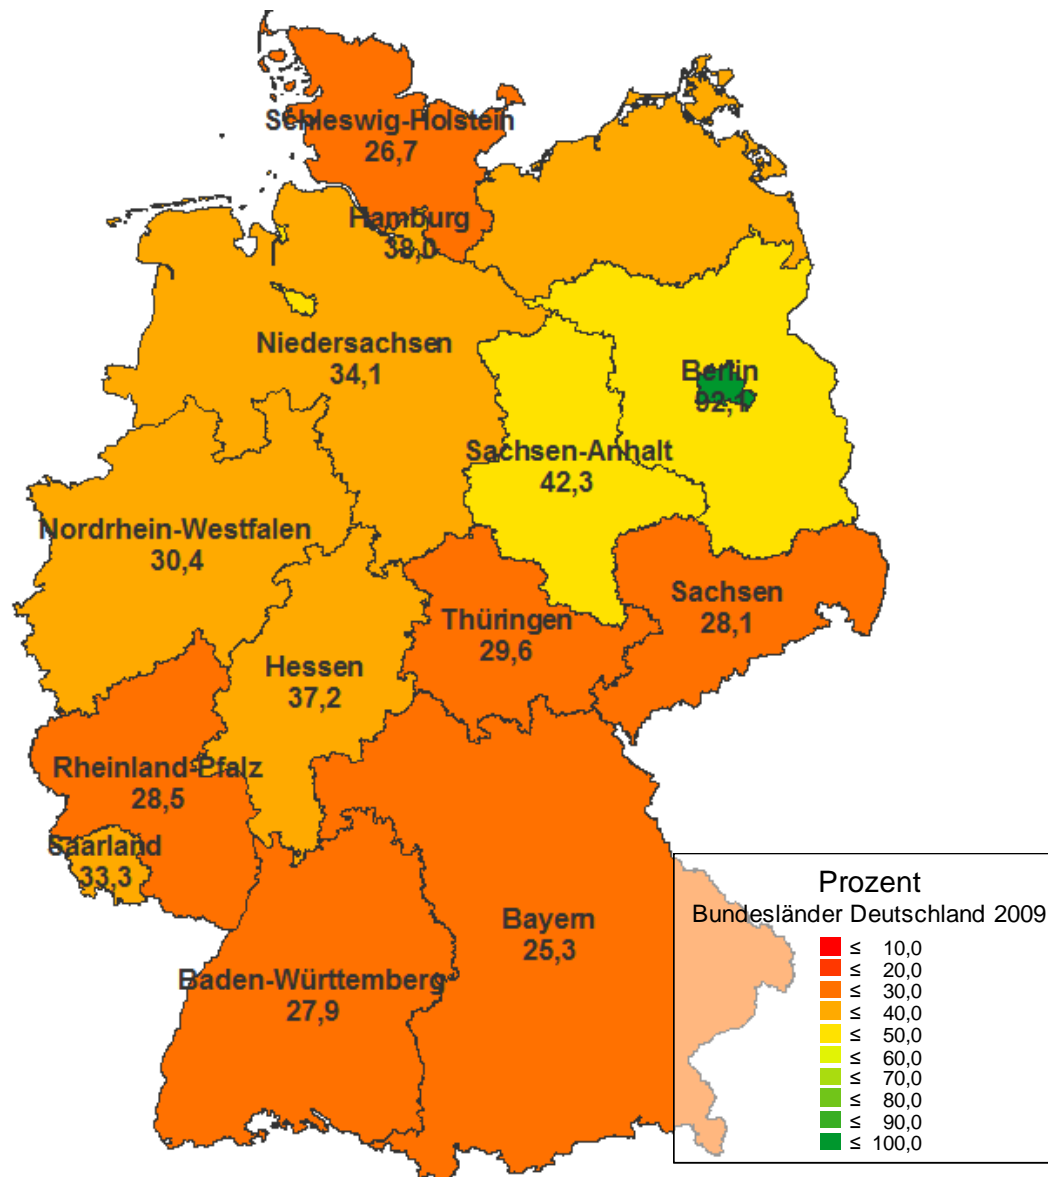 Schleswig-Holstein
26,7
Hamburg
38,0
Niedersachsen
34,1
Berlin
92,1
Sachsen-Anhalt
42,3
Nordrhein-Westfalen
30,4
Sachsen
28,1
Thüringen
29,6
Hessen
37,2
Rheinland-Pfalz
28,5
Saarland
33,3
Bayern
25,3
Baden-Württemberg
27,9
Prozent
Bundesländer Deutschland 2009
≤ 10,0
≤ 20,0
≤ 30,0
≤ 40,0
≤ 50,0
≤ 60,0
≤ 70,0
≤ 80,0
≤ 90,0
≤ 100,0